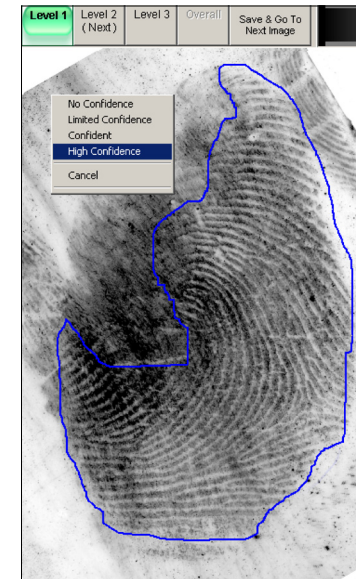 Level 1
Level 2
( Next )
Level 3
Overall
Save & Go To
Next Image
No Confidence
Limited Confidence
Confident
High Confidence
Cancel